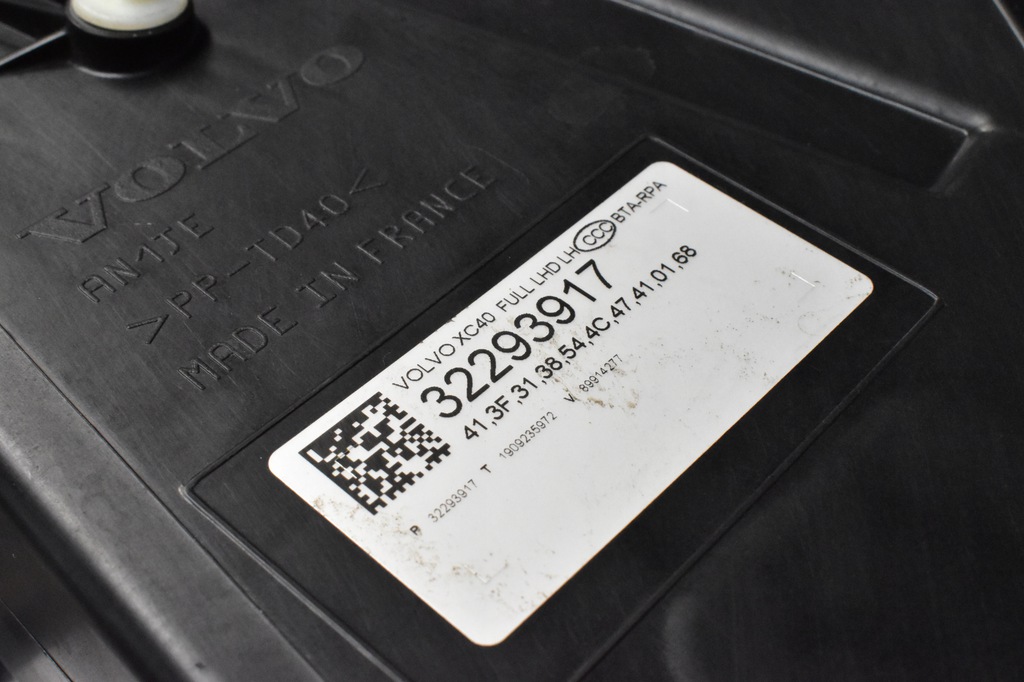 VOLVO
AN1JE
>PP-TD40<
MADE IN FRANCE
VOLVO XC40 FULL LHD LH CCC BTA-RPA
32293917
41,3F,31,38,54,4C,47,41,01,68
R 32293917 T 1909235972 V 89914277